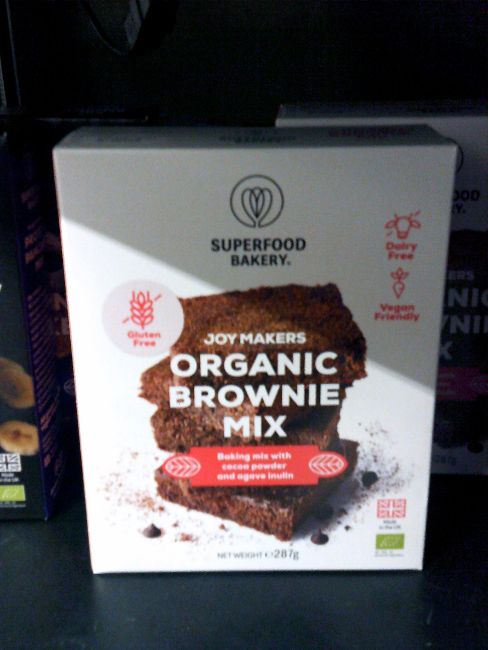 SUPERFOOD
BAKERY.
Dairy
Free
Vegan
Friendly
Gluten
Free
JOY MAKERS
ORGANIC
BROWNIE
MIX
Baking mix with
cocoa powder
and agave inulin
Made
in the UK
NET WEIGHT e:287g